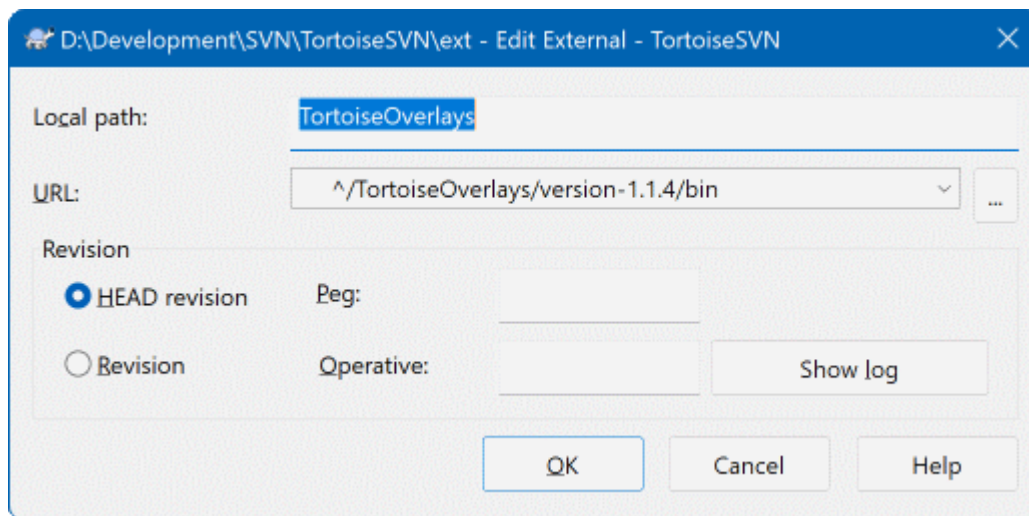 D:\Development\SVN\TortoiseSVN\ext - Edit External - TortoiseSVN
Local path: TortoiseOverlays
URL: ^/TortoiseOverlays/version-1.1.4/bin ...
Revision
HEAD revision Peg:
Revision Operative: Show log
OK Cancel Help